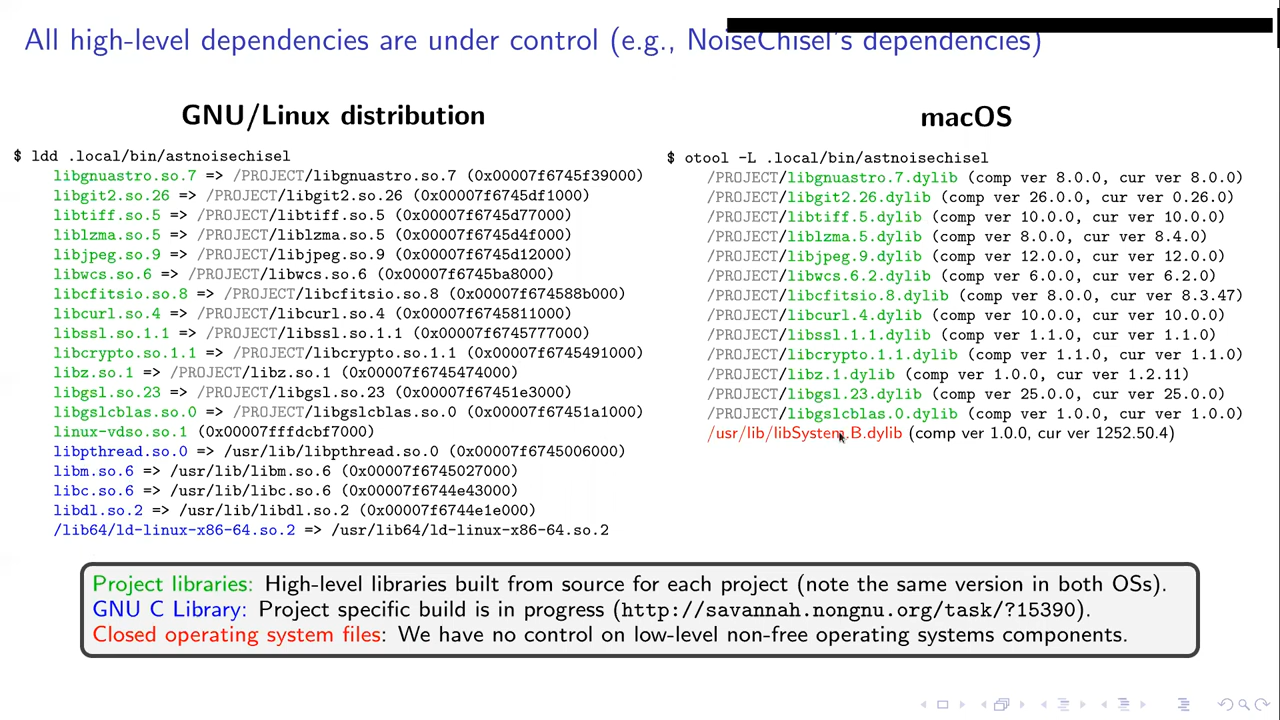 All high-level dependencies are under control (e.g., NoiseChisel's dependencies)
GNU/Linux distribution
$ ldd .local/bin/astnoisechisel
libgnuastro.so.7 => /PROJECT/libgnuastro.so.7 (0x00007f6745f39000)
libgit2.so.26 => /PROJECT/libgit2.so.26 (0x00007f6745df1000)
libtiff.so.5 => /PROJECT/libtiff.so.5 (0x00007f6745d77000)
liblzma.so.5 => /PROJECT/liblzma.so.5 (0x00007f6745d4f000)
libjpeg.so.9 => /PROJECT/libjpeg.so.9 (0x00007f6745d12000)
libwcs.so.6 => /PROJECT/libwcs.so.6 (0x00007f6745ba8000)
libcfitsio.so.8 => /PROJECT/libcfitsio.so.8 (0x00007f674588b000)
libcurl.so.4 => /PROJECT/libcurl.so.4 (0x00007f6745811000)
libssl.so.1.1 => /PROJECT/libssl.so.1.1 (0x00007f6745777000)
libcrypto.so.1.1 => /PROJECT/libcrypto.so.1.1 (0x00007f6745491000)
libz.so.1 => /PROJECT/libz.so.1 (0x00007f6745474000)
libgsl.so.23 => /PROJECT/libgsl.so.23 (0x00007f67451e3000)
libgslcblas.so.0 => /PROJECT/libgslcblas.so.0 (0x00007f67451a1000)
linux-vdso.so.1 (0x00007fffdcbf7000)
libpthread.so.0 => /usr/lib/libpthread.so.0 (0x00007f6745006000)
libm.so.6 => /usr/lib/libm.so.6 (0x00007f6745027000)
libc.so.6 => /usr/lib/libc.so.6 (0x00007f6744e43000)
libdl.so.2 => /usr/lib/libdl.so.2 (0x00007f6744e1e000)
/lib64/ld-linux-x86-64.so.2 => /usr/lib64/ld-linux-x86-64.so.2
macOS
$ otool -L .local/bin/astnoisechisel
/PROJECT/libgnuastro.7.dylib (comp ver 8.0.0, cur ver 8.0.0)
/PROJECT/libgit2.26.dylib (comp ver 26.0.0, cur ver 0.26.0)
/PROJECT/libtiff.5.dylib (comp ver 10.0.0, cur ver 10.0.0)
/PROJECT/liblzma.5.dylib (comp ver 8.0.0, cur ver 8.4.0)
/PROJECT/libjpeg.9.dylib (comp ver 12.0.0, cur ver 12.0.0)
/PROJECT/libwcs.6.2.dylib (comp ver 6.0.0, cur ver 6.2.0)
/PROJECT/libcfitsio.8.dylib (comp ver 8.0.0, cur ver 8.3.47)
/PROJECT/libcurl.4.dylib (comp ver 10.0.0, cur ver 10.0.0)
/PROJECT/libssl.1.1.dylib (comp ver 1.1.0, cur ver 1.1.0)
/PROJECT/libcrypto.1.1.dylib (comp ver 1.1.0, cur ver 1.1.0)
/PROJECT/libz.1.dylib (comp ver 1.0.0, cur ver 1.2.11)
/PROJECT/libgsl.23.dylib (comp ver 25.0.0, cur ver 25.0.0)
/PROJECT/libgslcblas.0.dylib (comp ver 1.0.0, cur ver 1.0.0)
/usr/lib/libSystem.B.dylib (comp ver 1.0.0, cur ver 1252.50.4)
Project libraries: High-level libraries built from source for each project (note the same version in both OSs).
GNU C Library: Project specific build is in progress (http://savannah.nongnu.org/task/?15390).
Closed operating system files: We have no control on low-level non-free operating systems components.